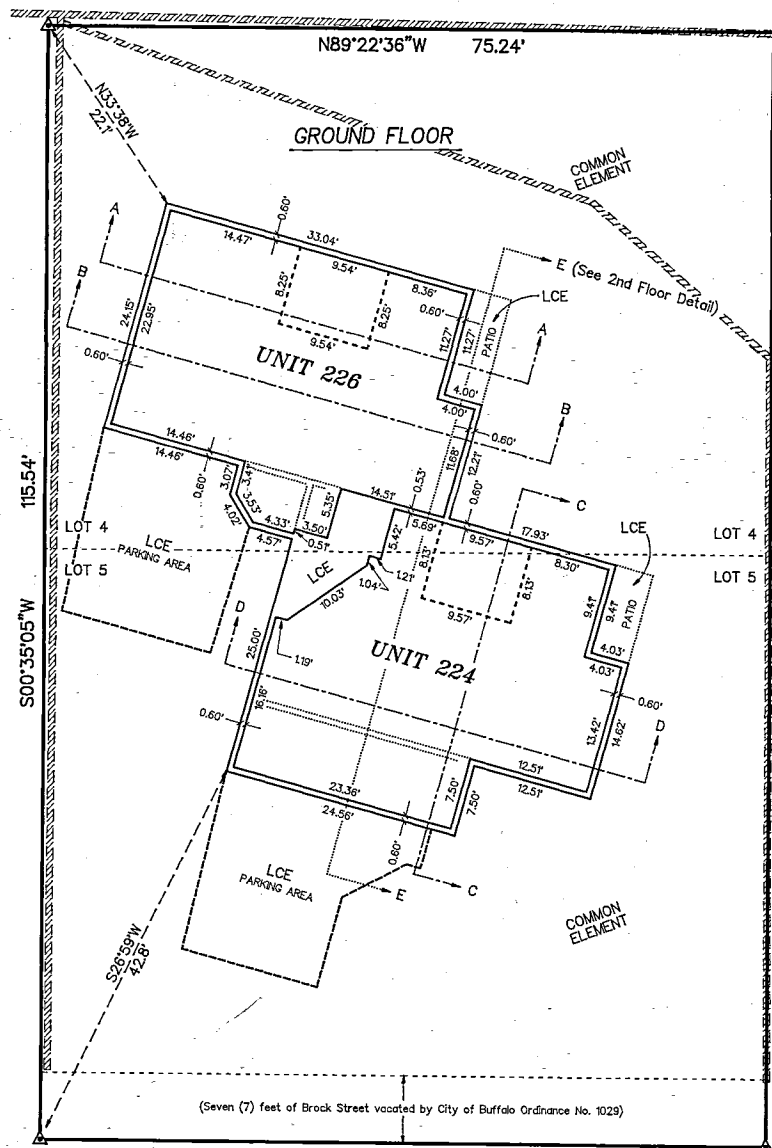 N89°22'36"W 75.24'
N33°38'W
22.1'
GROUND FLOOR
COMMON
ELEMENT
A
0.60'
33.04'
14.47'
9.54'
8.36'
E (See 2nd Floor Detail)
LCE
B
8.25'
8.25'
0.60'
24.15'
22.95'
9.54'
11.27'
11.27'
PATIO
A
0.60'
UNIT 226
4.00'
4.00'
B
14.46'
14.46'
0.60'
3.07'
3.41'
3.53'
4.02'
4.33'
4.57'
0.51'
3.50'
5.35'
14.51'
0.53'
5.69'
11.68'
12.21'
0.60'
0.60'
C
17.93'
9.57'
8.30'
LCE
115.54'
S00°35'05"W
LOT 4
LOT 5
LCE
PARKING AREA
LCE
5.42'
8.13'
8.13'
1.21'
1.04'
10.03'
9.57'
LOT 4
LOT 5
9.41'
9.41'
PATIO
D
25.00'
1.19'
UNIT 224
4.03'
4.03'
0.60'
16.16'
0.60'
13.42'
14.62'
D
12.51'
12.51'
7.50'
7.50'
23.36'
24.56'
0.60'
LCE
PARKING AREA
E
C
COMMON
ELEMENT
S26°59'W
42.8'
(Seven (7) feet of Brock Street vacated by City of Buffalo Ordinance No. 1029)